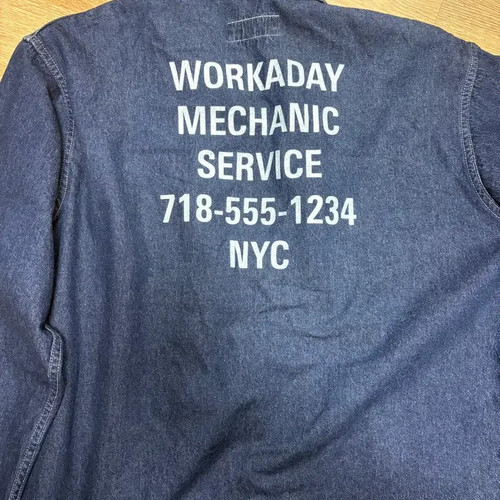 WORKADAY
MECHANIC
SERVICE
718-555-1234
NYC